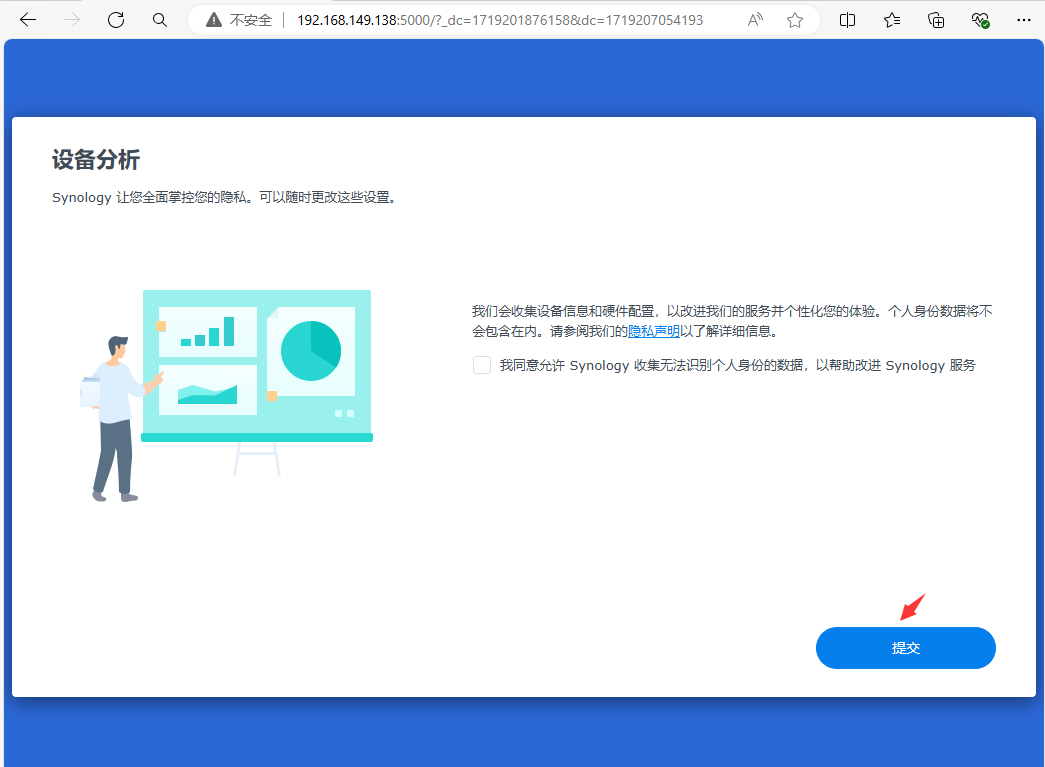 不安全 192.168.149.138:5000/?_dc=1719201876158&dc=1719207054193
设备分析
Synology 让您全面掌控您的隐私。可以随时更改这些设置。
我们会收集设备信息和硬件配置，以改进我们的服务并个性化您的体验。个人身份数据将不
会包含在内。请参阅我们的隐私声明以了解详细信息。
我同意允许 Synology 收集无法识别个人身份的数据，以帮助改进 Synology 服务
提交